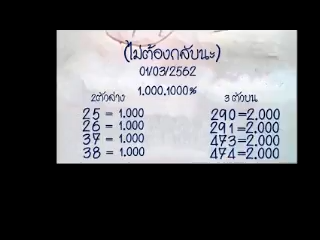 (ไม่ต้องกลับนะ)
01/03/2562
1.000.1000%
2ตัวล่าง 3ตัวบน
25 = 1.000 290=2.000
26 = 1.000 291=2.000
37 = 1.000 473=2.000
38 = 1.000 474=2.000